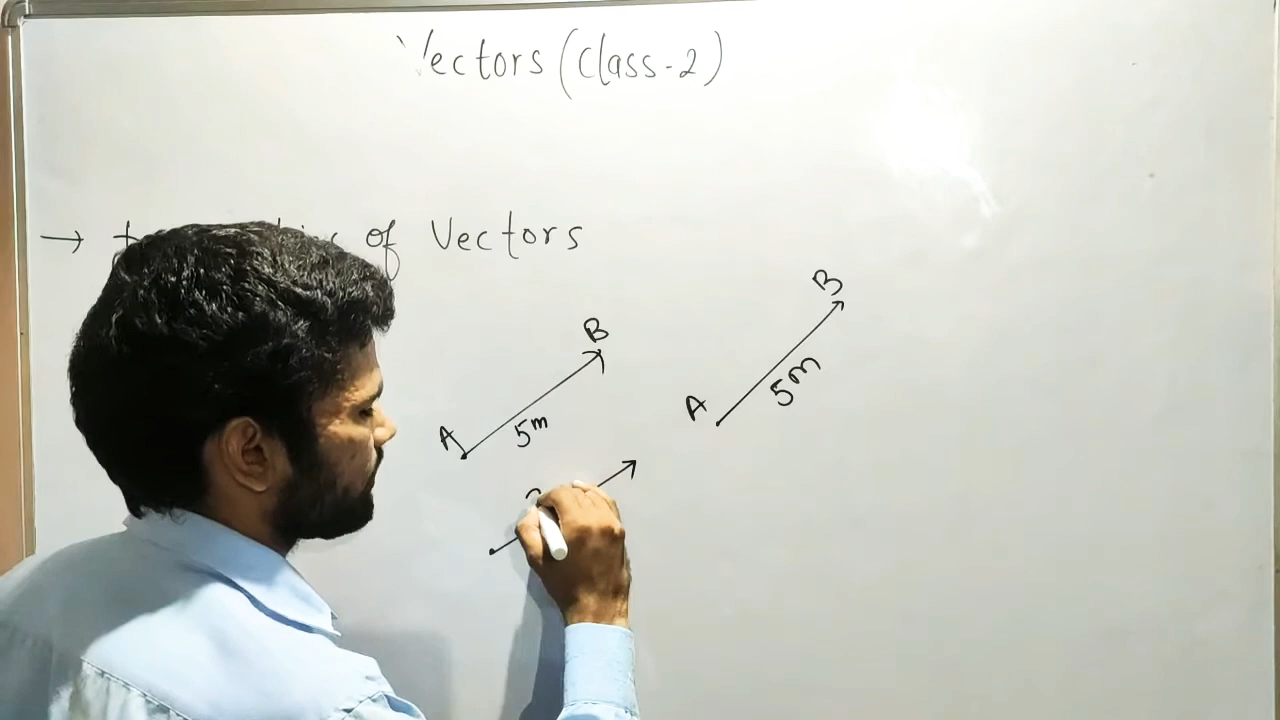 Vectors (Class-2)
→ of Vectors
B
B
A
5m
A
5m